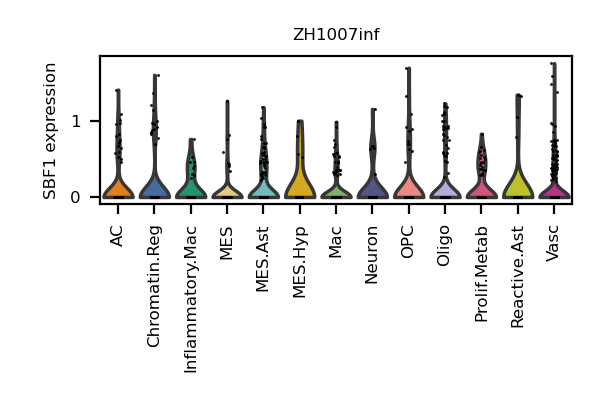 ZH1007inf
SBF1 expression
1
0
AC
Chromatin.Reg
Inflammatory.Mac
MES
MES.Ast
MES.Hyp
Mac
Neuron
OPC
Oligo
Prolif.Metab
Reactive.Ast
Vasc